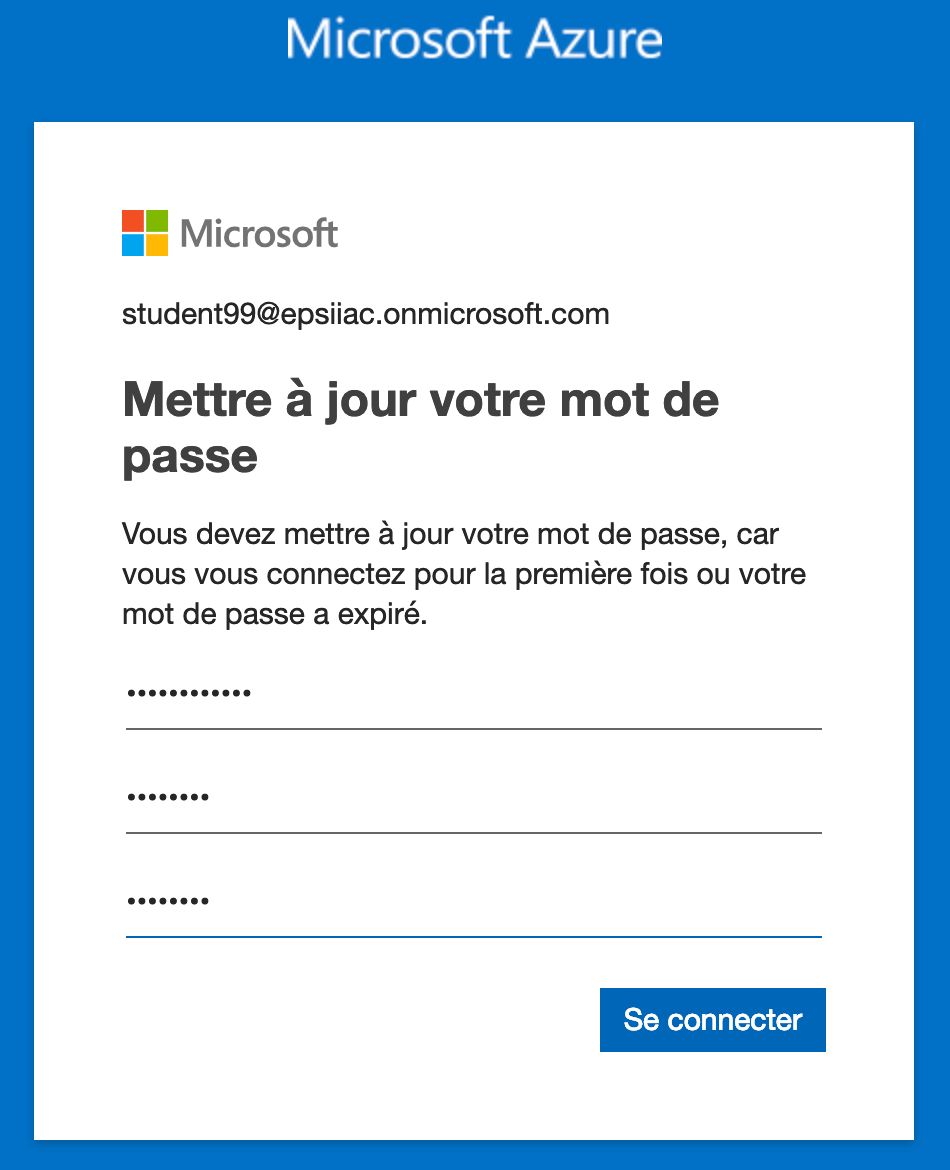 Microsoft Azure
Microsoft
student99@epsiiac.onmicrosoft.com
Mettre à jour votre mot de
passe
Vous devez mettre à jour votre mot de passe, car
vous vous connectez pour la première fois ou votre
mot de passe a expiré.
••••••••••••
••••••••
••••••••
Se connecter